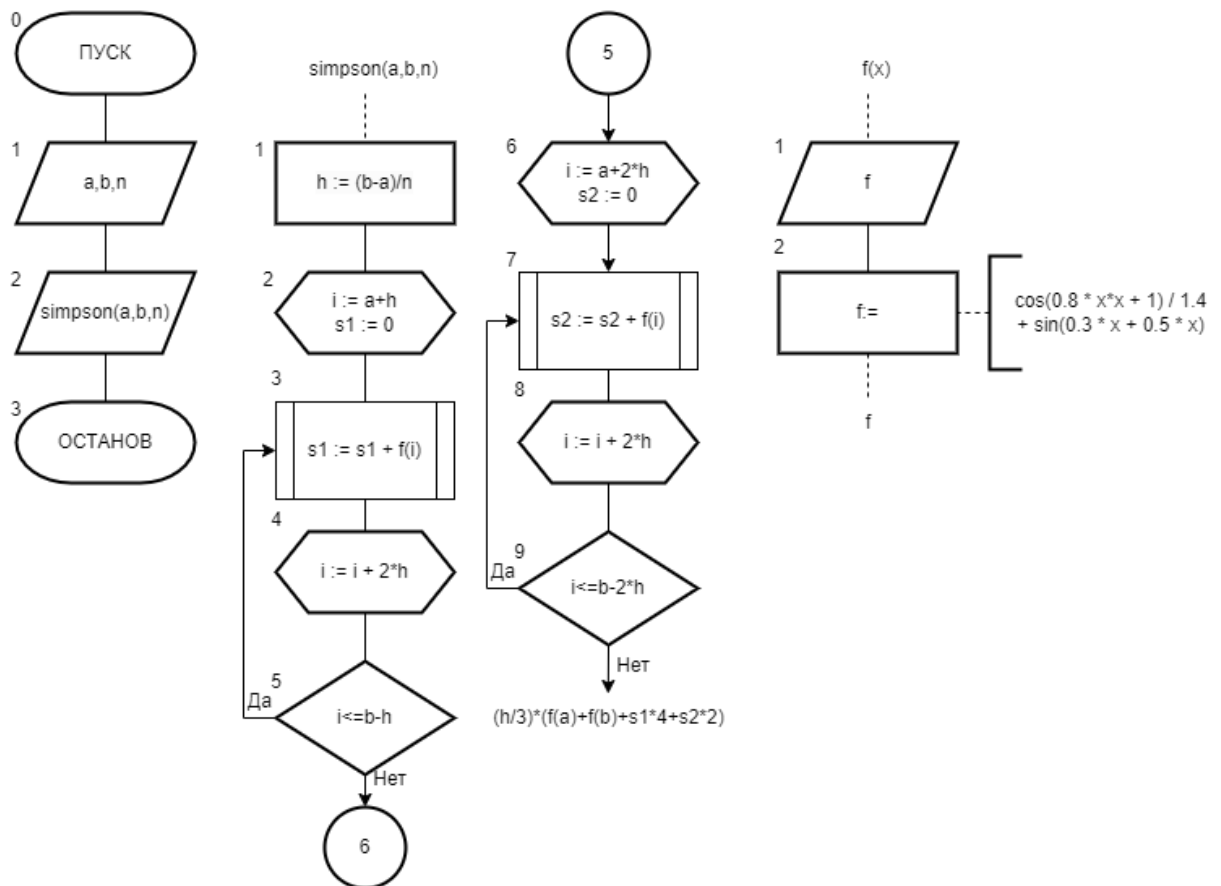 0
ПУСК
1
a,b,n
2
simpson(a,b,n)
3
ОСТАНОВ
simpson(a,b,n)
1
h := (b-a)/n
2
i := a+h
s1 := 0
3
s1 := s1 + f(i)
4
i := i + 2*h
5
Да
i<=b-h
Нет
6
5
6
i := a+2*h
s2 := 0
7
s2 := s2 + f(i)
8
i := i + 2*h
9
Да
i<=b-2*h
Нет
(h/3)*(f(a)+f(b)+s1*4+s2*2)
f(x)
1
f
2
f:=
cos(0.8 * x*x + 1) / 1.4
+ sin(0.3 * x + 0.5 * x)
f